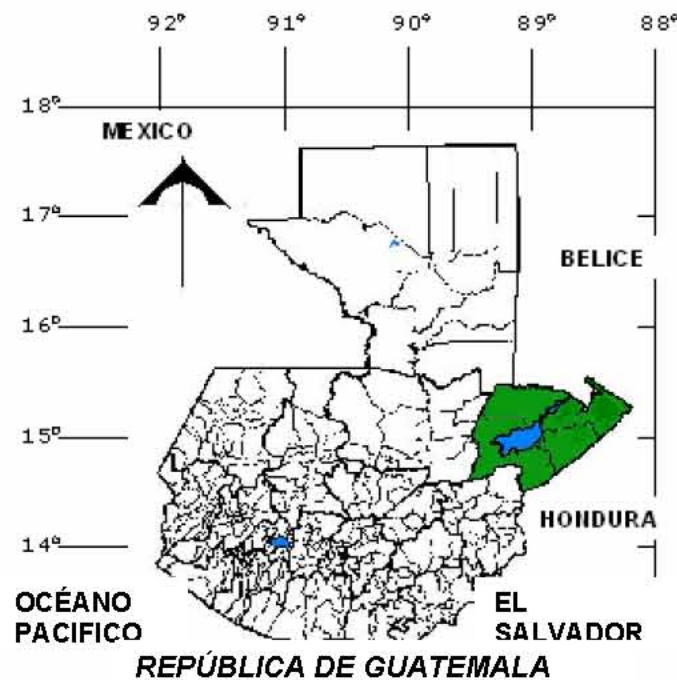 92° 91° 90° 89° 88°
18°
MEXICO
17°
BELICE
16°
15°
HONDURA
14°
OCÉANO
PACIFICO
EL
SALVADOR
REPÚBLICA DE GUATEMALA